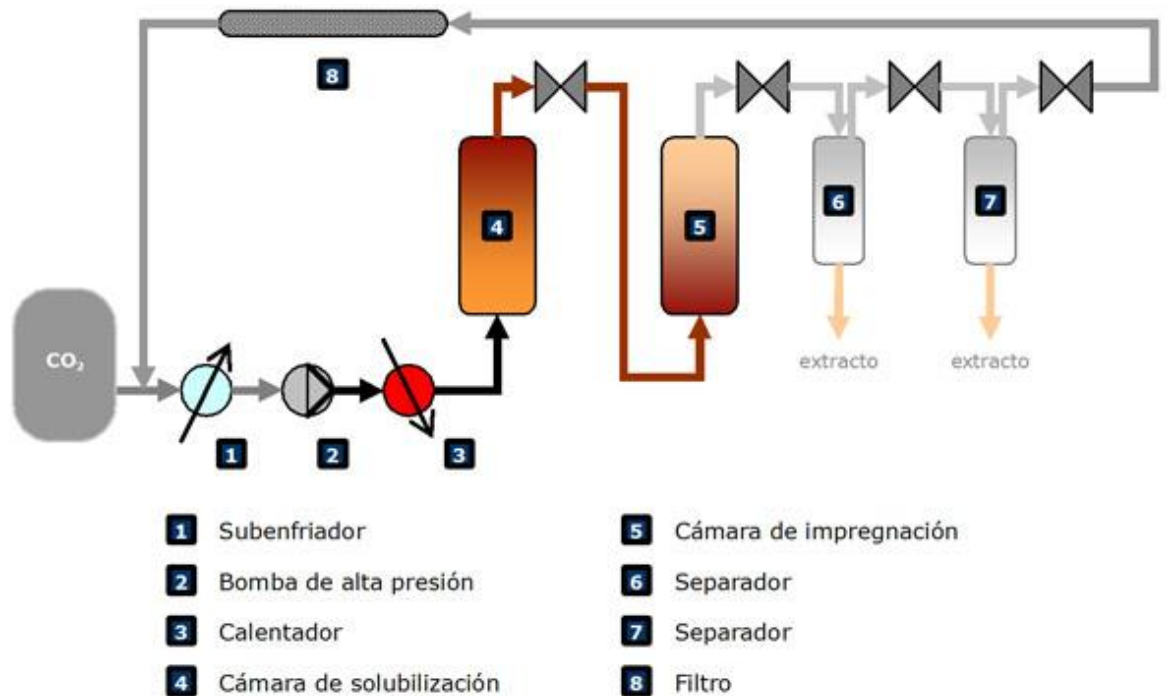 8
4
5
6
7
CO₂
extracto
extracto
1
2
3
1 Subenfriador
2 Bomba de alta presión
3 Calentador
4 Cámara de solubilización
5 Cámara de impregnación
6 Separador
7 Separador
8 Filtro